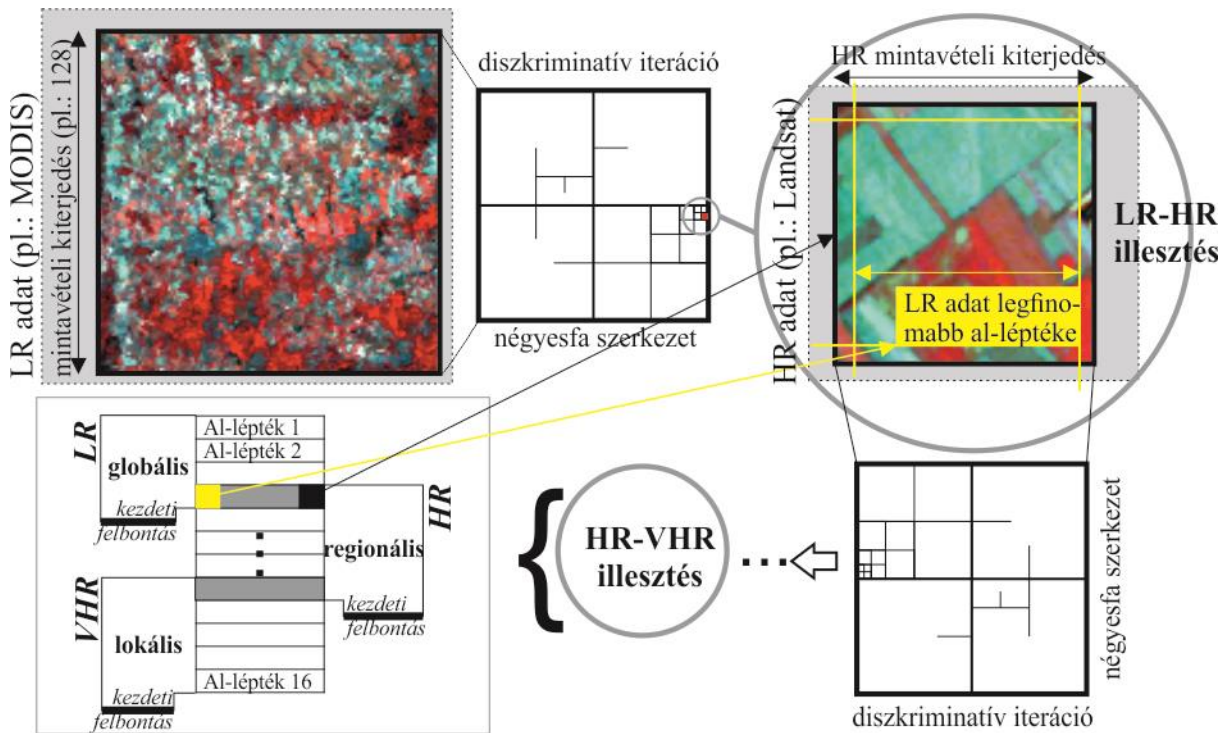 LR adat (pl.: MODIS)
mintavételi kiterjedés (pl.: 128)
diszkriminatív iteráció
négyesfa szerkezet
HR mintavételi kiterjedés
HR adat (pl.: Landsat)
LR-HR
illesztés
LR adat legfino-
mabb al-léptéke
LR
globális
kezdeti
felbontás
Al-lépték 1
Al-lépték 2
HR
regionális
kezdeti
felbontás
VHR
lokális
kezdeti
felbontás
Al-lépték 16
{
HR-VHR
illesztés
...
négyesfa szerkezet
diszkriminatív iteráció